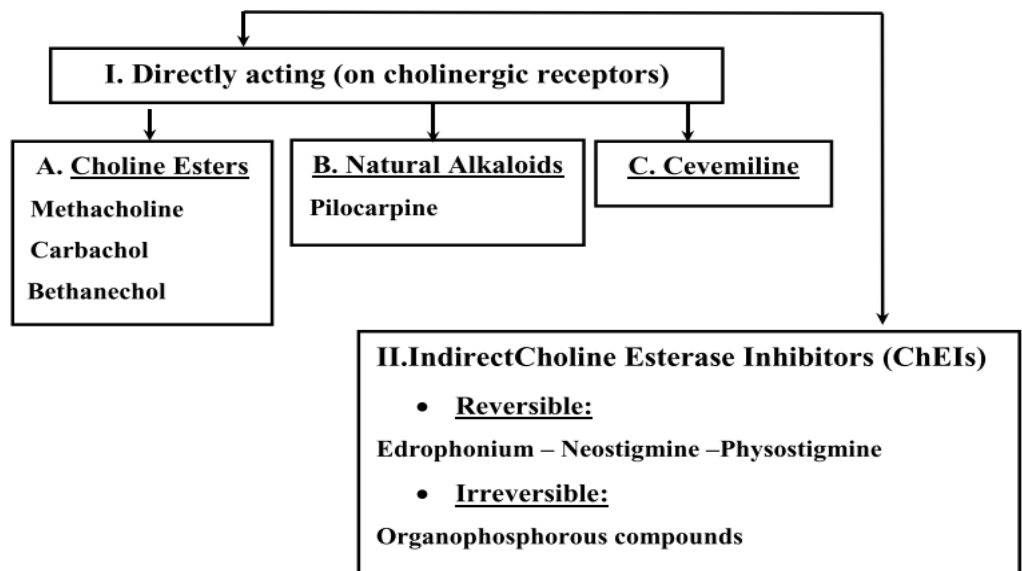 I. Directly acting (on cholinergic receptors)
A. Choline Esters
Methacholine
Carbachol
Bethanechol
B. Natural Alkaloids
Pilocarpine
C. Cevemiline
II.IndirectCholine Esterase Inhibitors (ChEIs)
• Reversible:
Edrophonium – Neostigmine –Physostigmine
• Irreversible:
Organophosphorous compounds